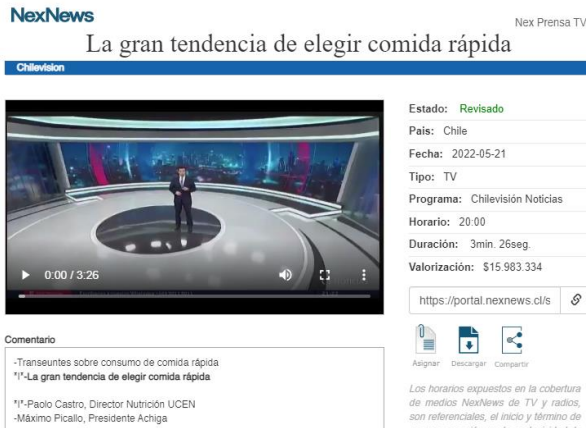 NexNews
Nex Prensa TV
La gran tendencia de elegir comida rápida
Chilevision
Estado: Revisado
País: Chile
Fecha: 2022-05-21
Tipo: TV
Programa: Chilevisión Noticias
Horario: 20:00
Duración: 3min. 26seg.
Valorización: $15.983.334
0:00 / 3:26
https://portal.nexnews.cl/s
Asignar Descargar Compartir
Comentario
-Transeuntes sobre consumo de comida rápida
*|*-La gran tendencia de elegir comida rápida
*|*-Paolo Castro, Director Nutrición UCEN
-Máximo Picallo, Presidente Achiga
Los horarios expuestos en la cobertura
de medios NexNews de TV y radios,
son referenciales, el inicio y término de